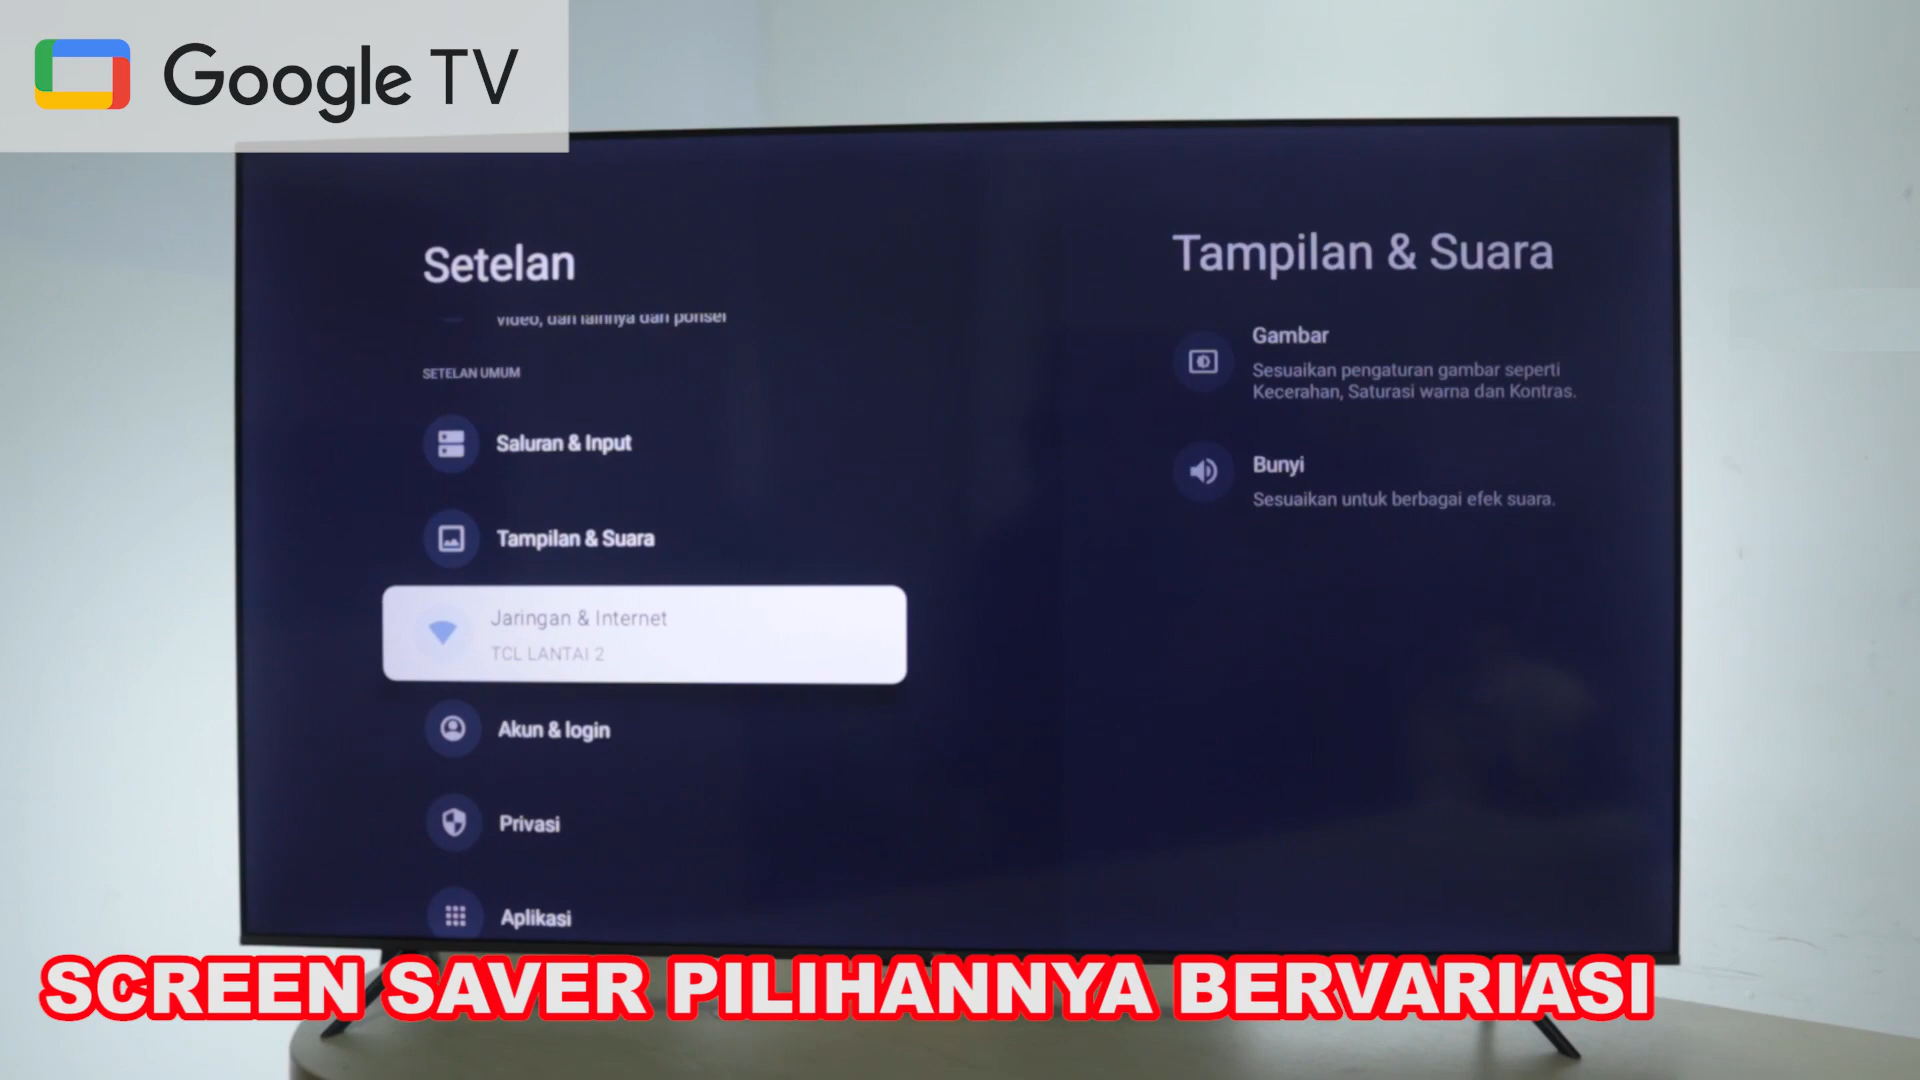 Google TV
Setelan
video, dan lainnya dari ponsel
SETELAN UMUM
Saluran & Input
Tampilan & Suara
Jaringan & Internet
TCL LANTAI 2
Akun & login
Privasi
Aplikasi
Tampilan & Suara
Gambar
Sesuaikan pengaturan gambar seperti
Kecerahan, Saturasi warna dan Kontras.
Bunyi
Sesuaikan untuk berbagai efek suara.
SCREEN SAVER PILIHANNYA BERVARIASI